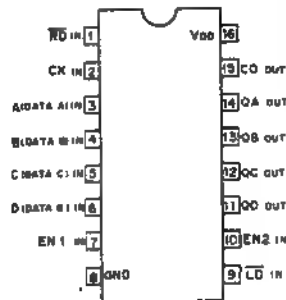 RD IN 1
VDD 16
CK IN 2
15 CO OUT
A(DATA A) IN 3
14 QA OUT
B(DATA B) IN 4
13 QB OUT
C(DATA C) IN 5
12 QC OUT
D(DATA D) IN 6
11 QD OUT
EN 1 IN 7
10 EN2 IN
8 GND
9 LD IN